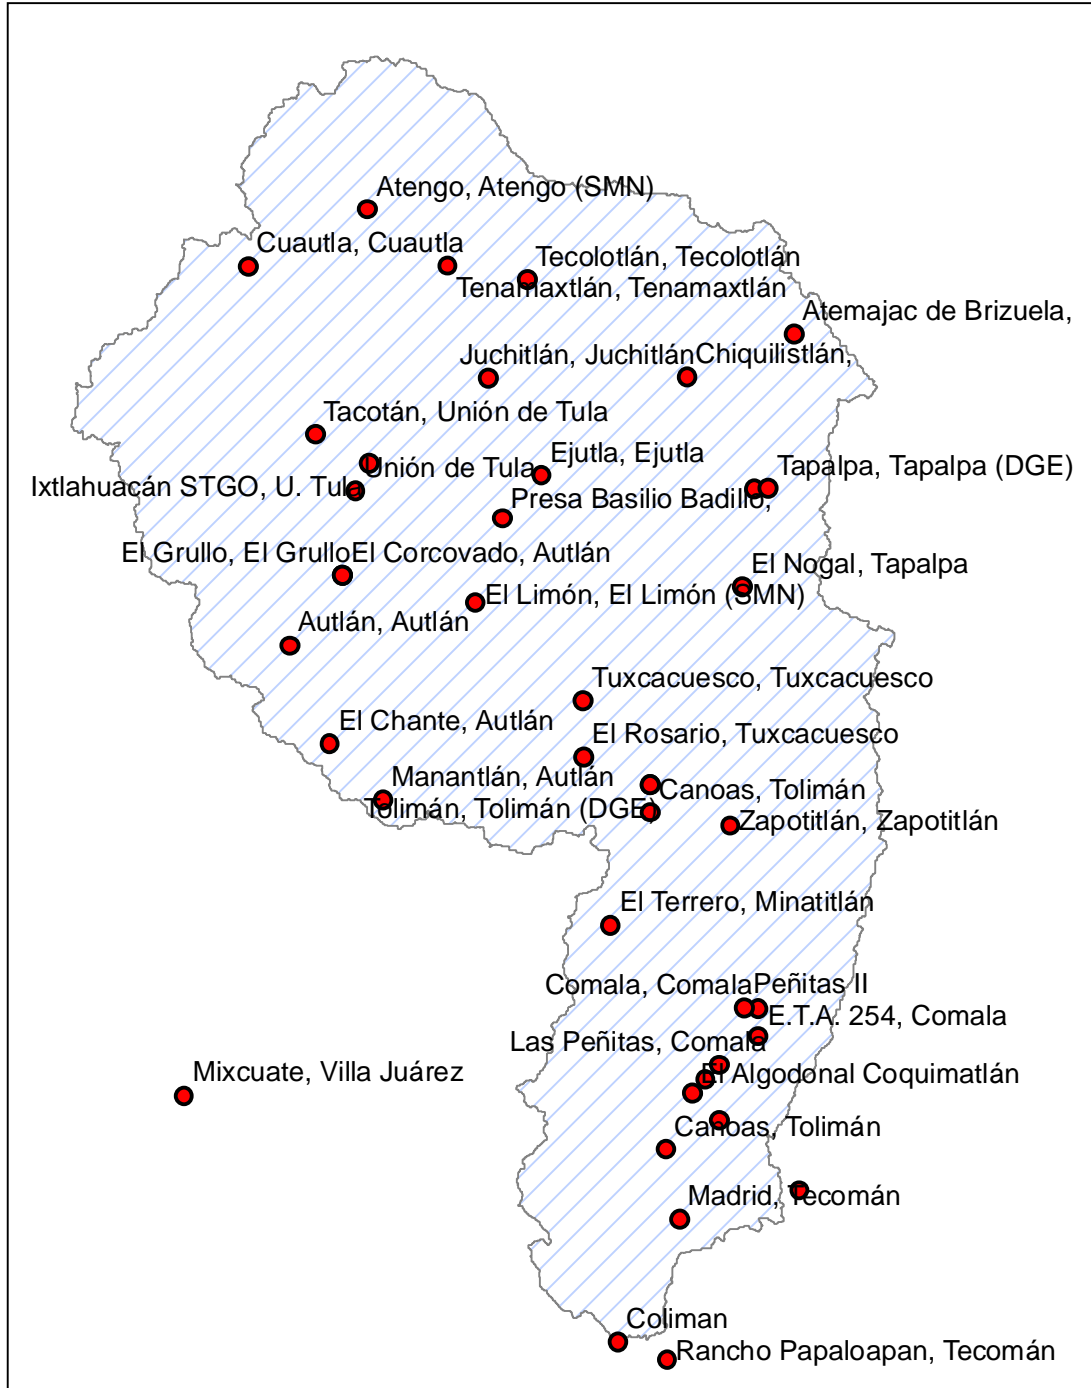 Atengo, Atengo (SMN)
Cuautla, Cuautla
Tecolotlán, Tecolotlán
Tenamaxtlán, Tenamaxtlán
Atemajac de Brizuela,
Juchitlán, Juchitlán
Chiquilistlán,
Tacotán, Unión de Tula
Unión de Tula
Ejutla, Ejutla
Tapalpa, Tapalpa (DGE)
Ixtlahuacán STGO, U. Tula
Presa Basilio Badillo,
El Grullo, El Grullo
El Corcovado, Autlán
El Nogal, Tapalpa
El Limón, El Limón (SMN)
Autlán, Autlán
Tuxcacuesco, Tuxcacuesco
El Chante, Autlán
El Rosario, Tuxcacuesco
Manantlán, Autlán
Canoas, Tolimán
Tolimán, Tolimán (DGE)
Zapotitlán, Zapotitlán
El Terrero, Minatitlán
Comala, Comala
Peñitas II
E.T.A. 254, Comala
Las Peñitas, Comala
Mixcuate, Villa Juárez
El Algodonal Coquimatlán
Canoas, Tolimán
Madrid, Tecomán
Coliman
Rancho Papaloapan, Tecomán